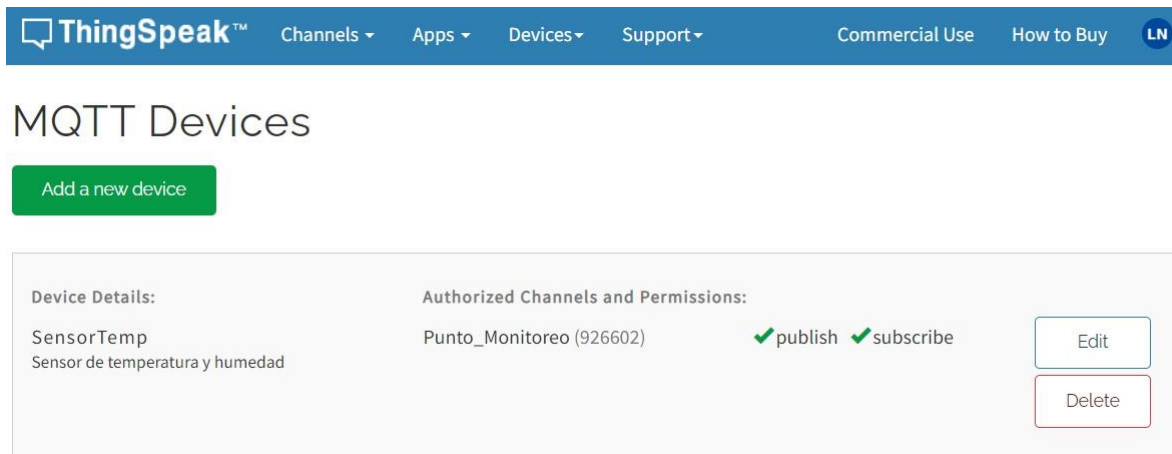 ThingSpeak™ Channels Apps Devices Support Commercial Use How to Buy LN
MQTT Devices
Add a new device
Device Details: Authorized Channels and Permissions:
SensorTemp Punto_Monitoreo (926602) publish subscribe Edit
Sensor de temperatura y humedad
Delete